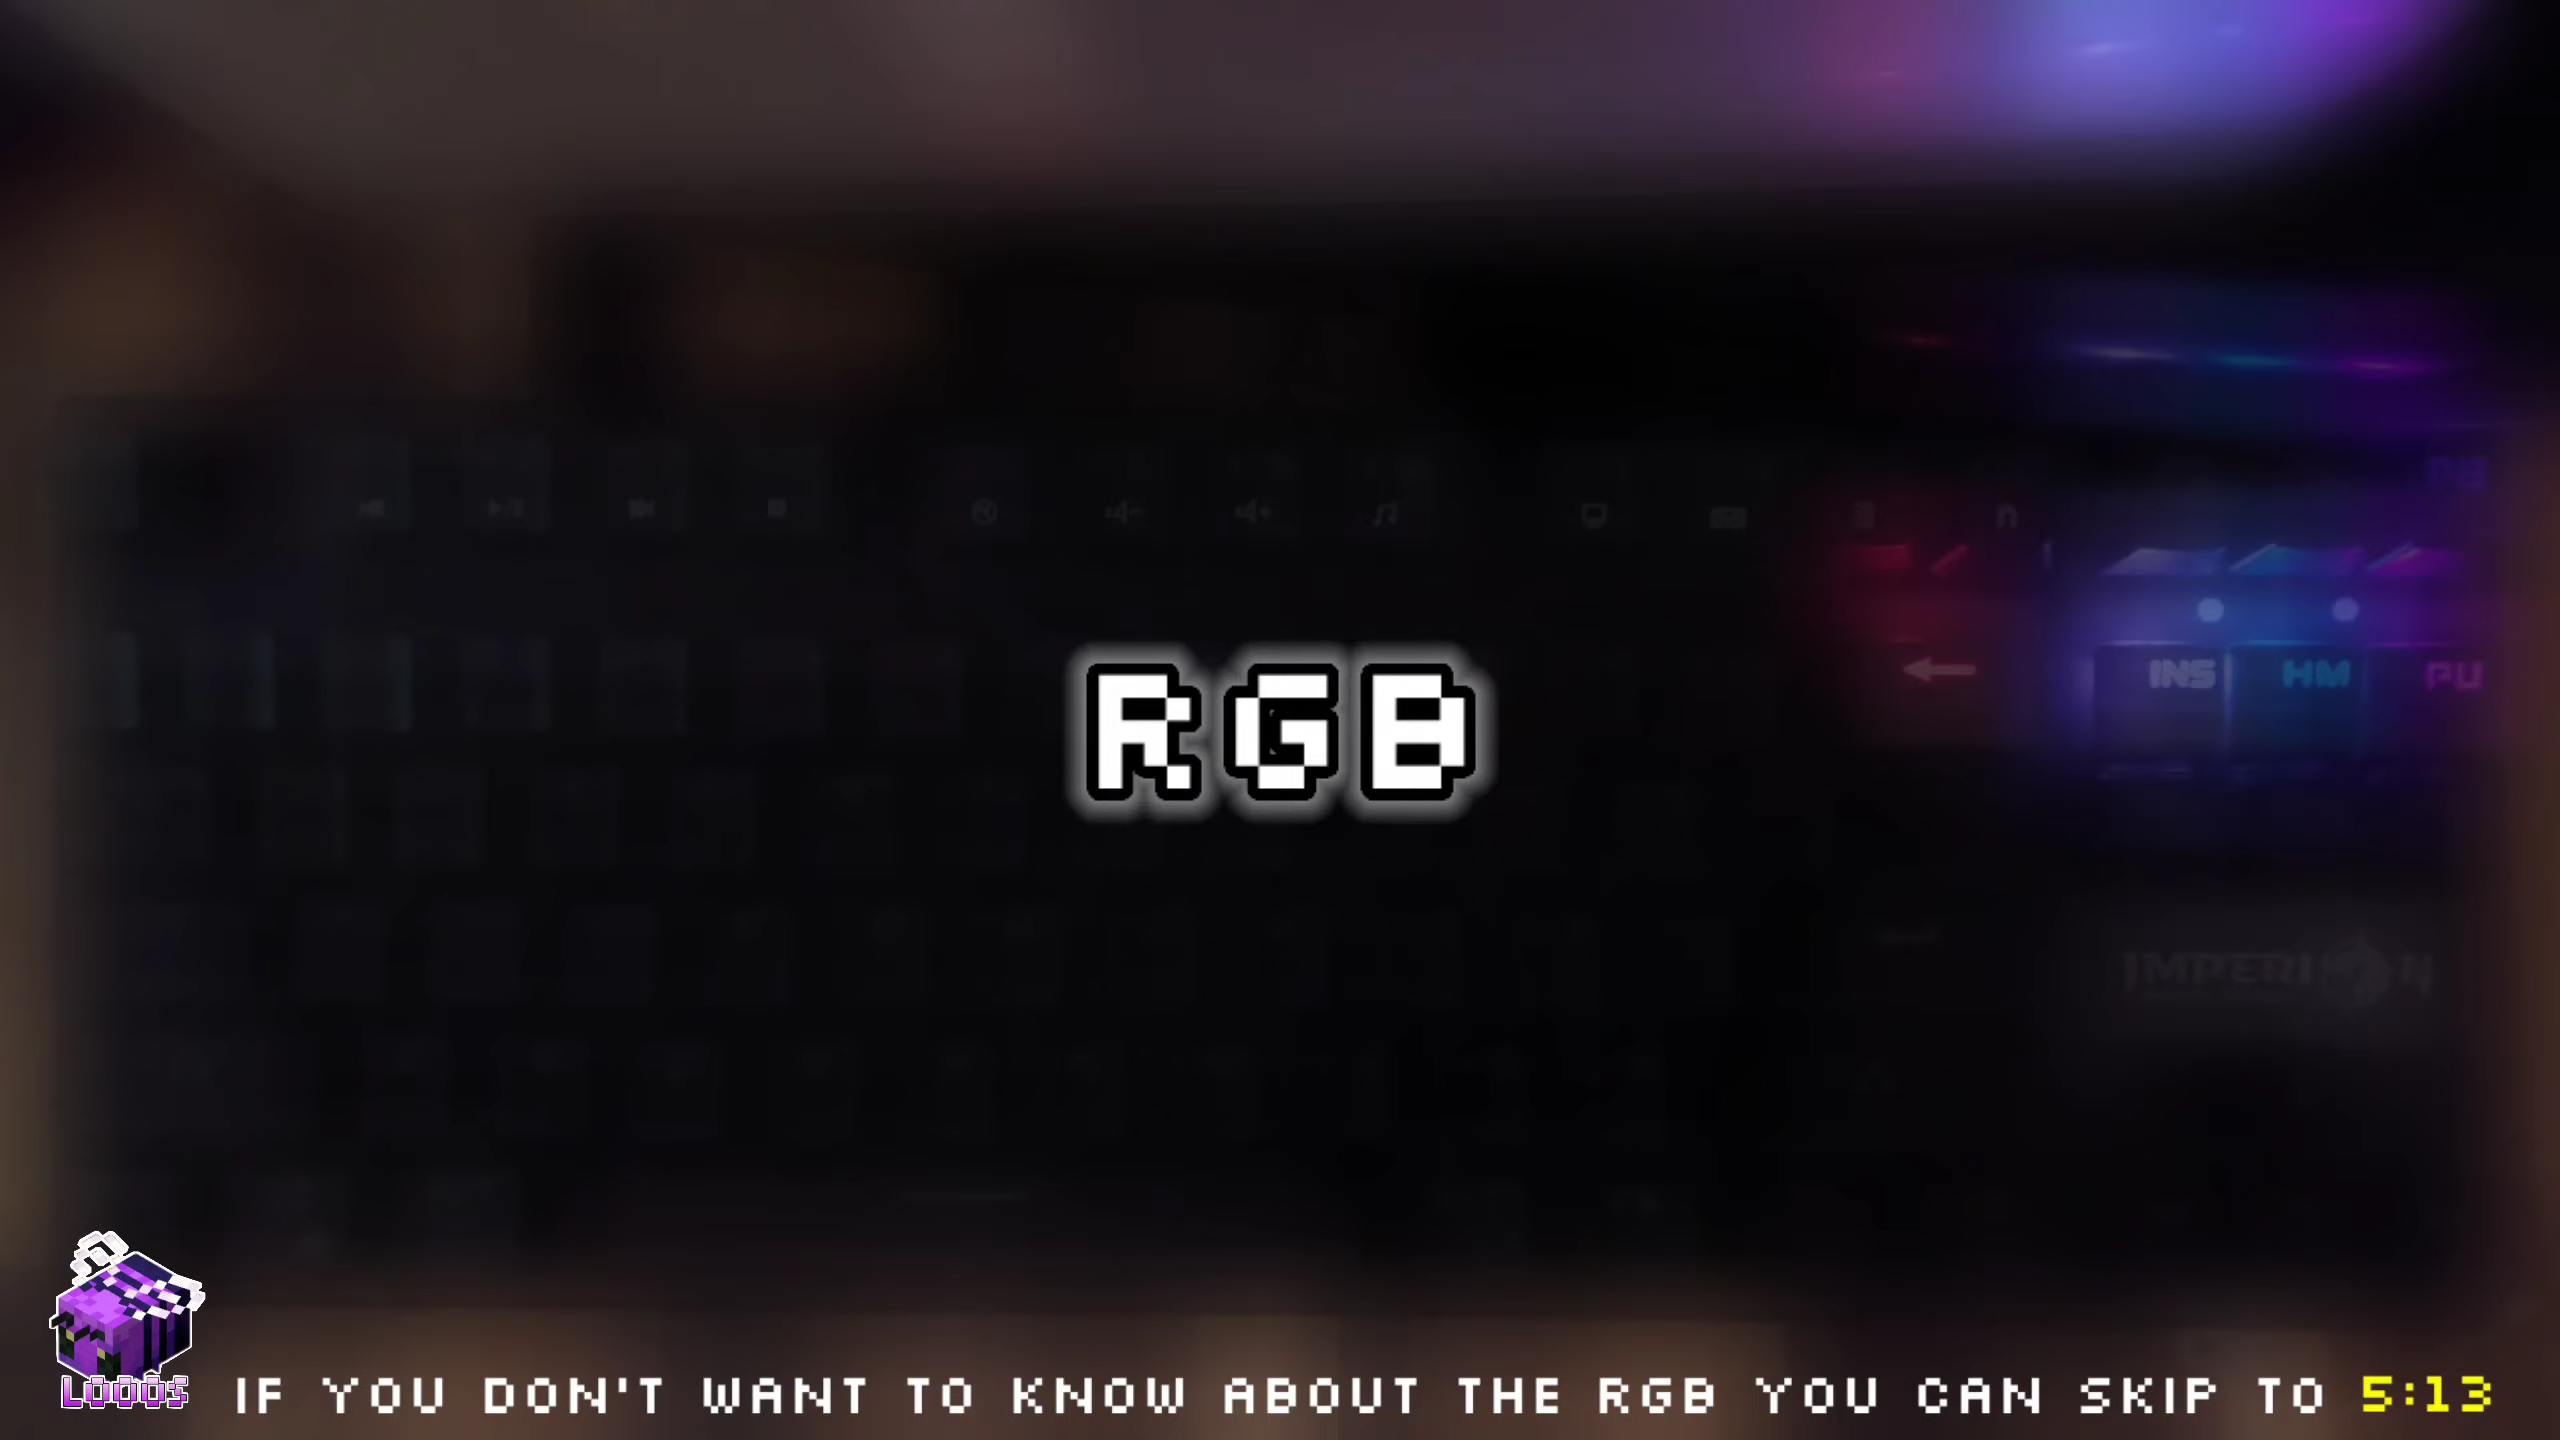 RGB
INS HM PU
IMPERION
LOOOS
IF YOU DON'T WANT TO KNOW ABOUT THE RGB YOU CAN SKIP TO 5:13